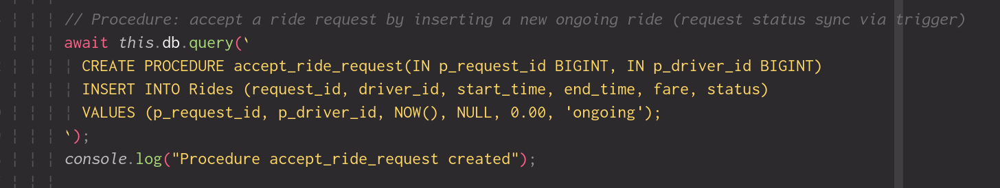 // Procedure: accept a ride request by inserting a new ongoing ride (request status sync via trigger)
await this.db.query(`
CREATE PROCEDURE accept_ride_request(IN p_request_id BIGINT, IN p_driver_id BIGINT)
INSERT INTO Rides (request_id, driver_id, start_time, end_time, fare, status)
VALUES (p_request_id, p_driver_id, NOW(), NULL, 0.00, 'ongoing');
`);
console.log("Procedure accept_ride_request created");